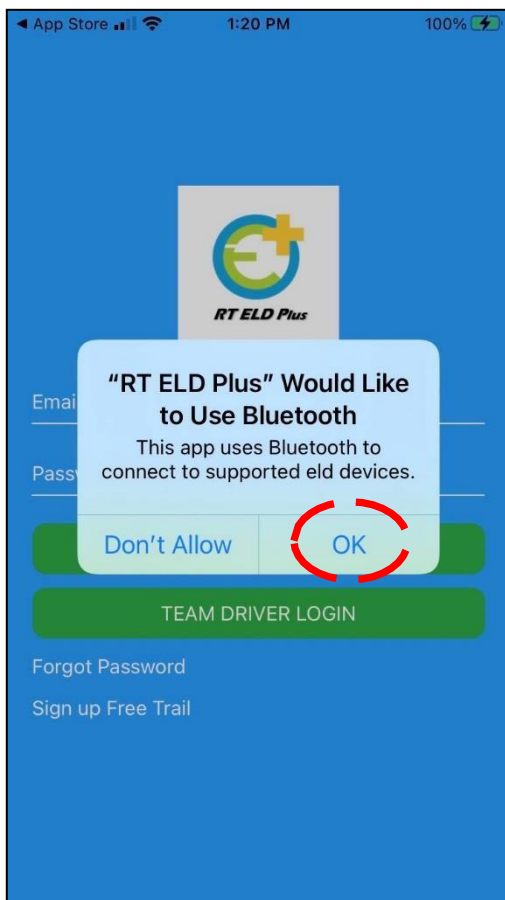 App Store 1:20 PM 100%
RT ELD Plus
"RT ELD Plus" Would Like
to Use Bluetooth
This app uses Bluetooth to
connect to supported eld devices.
Emai
Passw
Don't Allow OK
TEAM DRIVER LOGIN
Forgot Password
Sign up Free Trail